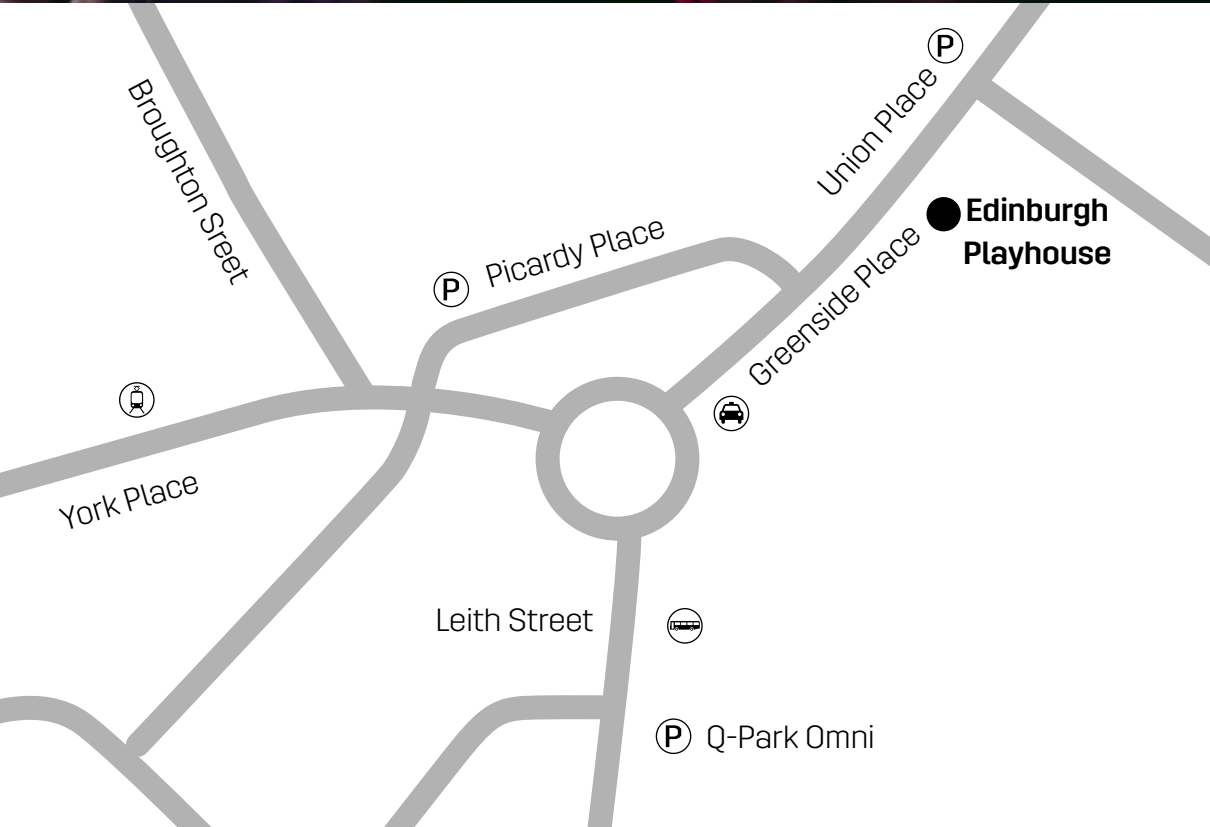 P
Union Place
Broughton Sreet
Edinburgh
Playhouse
Picardy Place
P
Greenside Place
York Place
Leith Street
P Q-Park Omni